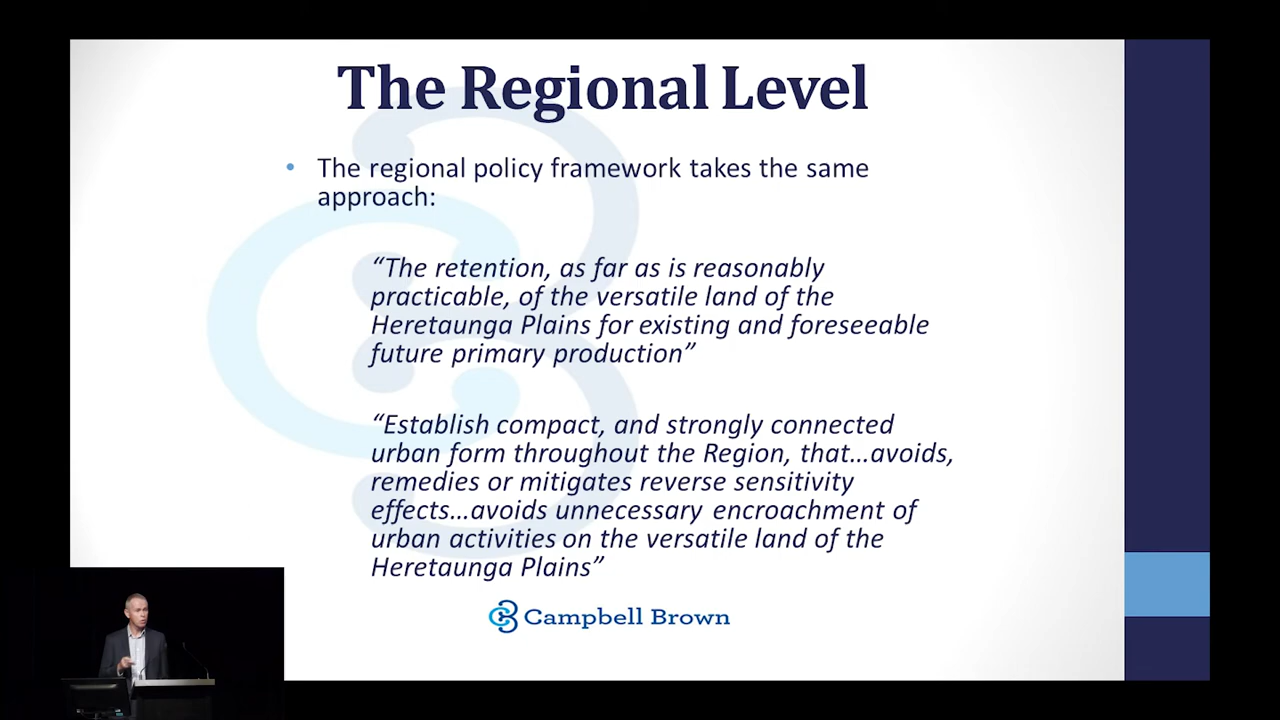 The Regional Level
• The regional policy framework takes the same
approach:
“The retention, as far as is reasonably
practicable, of the versatile land of the
Heretaunga Plains for existing and foreseeable
future primary production”
“Establish compact, and strongly connected
urban form throughout the Region, that…avoids,
remedies or mitigates reverse sensitivity
effects…avoids unnecessary encroachment of
urban activities on the versatile land of the
Heretaunga Plains”
Campbell Brown